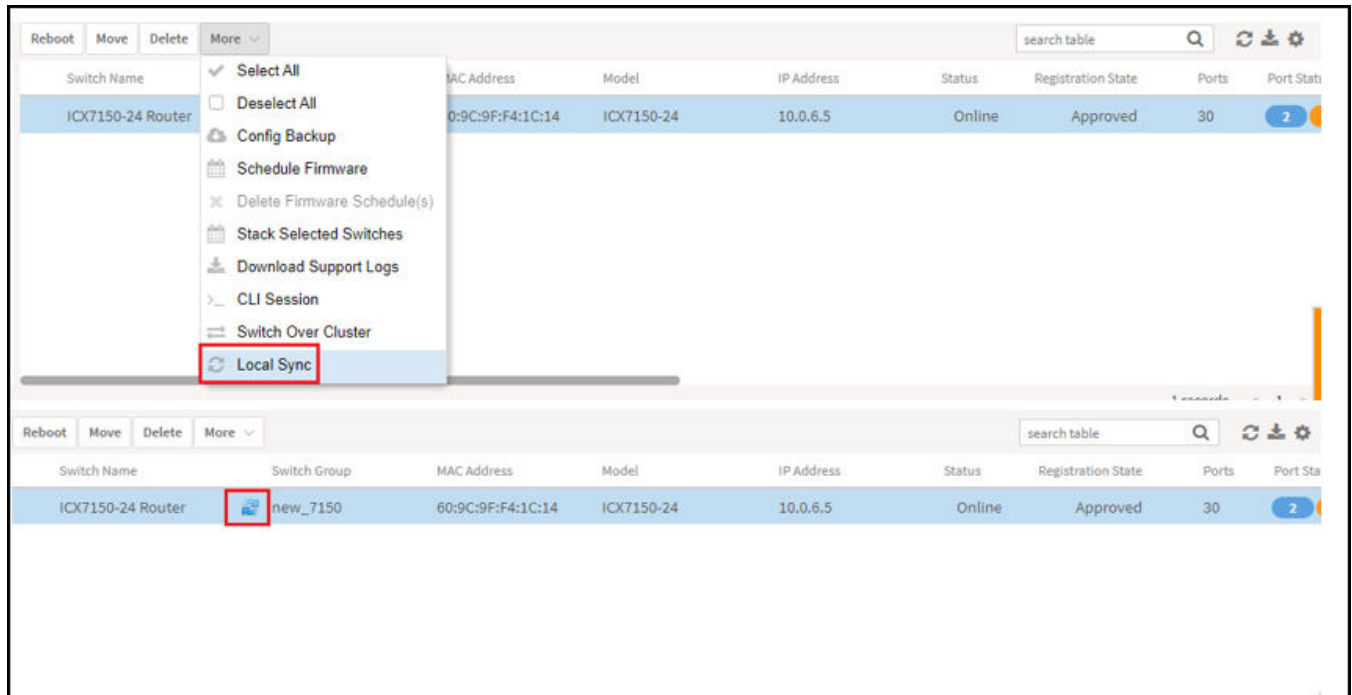 Reboot Move Delete More search table
Switch Name MAC Address Model IP Address Status Registration State Ports Port Stat
ICX7150-24 Router 0:9C:9F:F4:1C:14 ICX7150-24 10.0.6.5 Online Approved 30 2
Select All
Deselect All
Config Backup
Schedule Firmware
Delete Firmware Schedule(s)
Stack Selected Switches
Download Support Logs
CLI Session
Switch Over Cluster
Local Sync
1 records 1
Reboot Move Delete More search table
Switch Name Switch Group MAC Address Model IP Address Status Registration State Ports Port Sta
ICX7150-24 Router new_7150 60:9C:9F:F4:1C:14 ICX7150-24 10.0.6.5 Online Approved 30 2